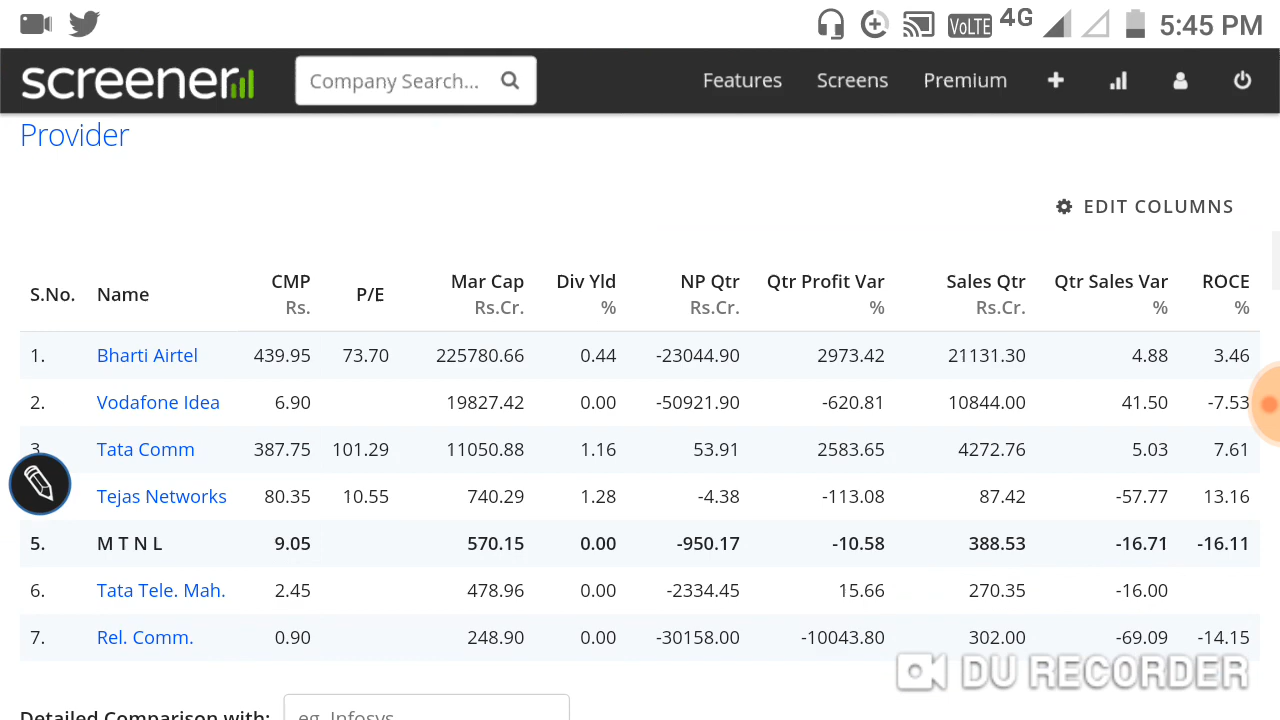 VoLTE 4G 5:45 PM
screener Company Search... Features Screens Premium
Provider
EDIT COLUMNS
S.No. Name CMP Rs. P/E Mar Cap Rs.Cr. Div Yld % NP Qtr Rs.Cr. Qtr Profit Var % Sales Qtr Rs.Cr. Qtr Sales Var % ROCE %
1. Bharti Airtel 439.95 73.70 225780.66 0.44 -23044.90 2973.42 21131.30 4.88 3.46
2. Vodafone Idea 6.90 19827.42 0.00 -50921.90 -620.81 10844.00 41.50 -7.53
3. Tata Comm 387.75 101.29 11050.88 1.16 53.91 2583.65 4272.76 5.03 7.61
Tejas Networks 80.35 10.55 740.29 1.28 -4.38 -113.08 87.42 -57.77 13.16
5. M T N L 9.05 570.15 0.00 -950.17 -10.58 388.53 -16.71 -16.11
6. Tata Tele. Mah. 2.45 478.96 0.00 -2334.45 15.66 270.35 -16.00
7. Rel. Comm. 0.90 248.90 0.00 -30158.00 -10043.80 302.00 -69.09 -14.15
DU RECORDER
Detailed Comparison with: eg. Infosys